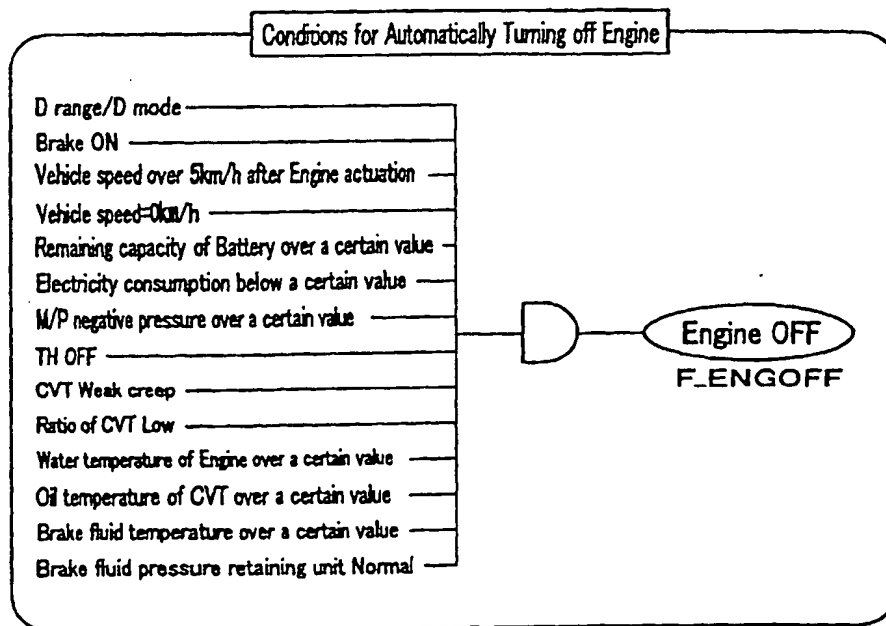 Conditions for Automatically Turning off Engine
D range/D mode
Brake ON
Vehicle speed over 5km/h after Engine actuation
Vehicle speed=0km/h
Remaining capacity of Battery over a certain value
Electricity consumption below a certain value
M/P negative pressure over a certain value
TH OFF
CVT Weak creep
Ratio of CVT Low
Water temperature of Engine over a certain value
Oil temperature of CVT over a certain value
Brake fluid temperature over a certain value
Brake fluid pressure retaining unit Normal
Engine OFF
F_ENGOFF